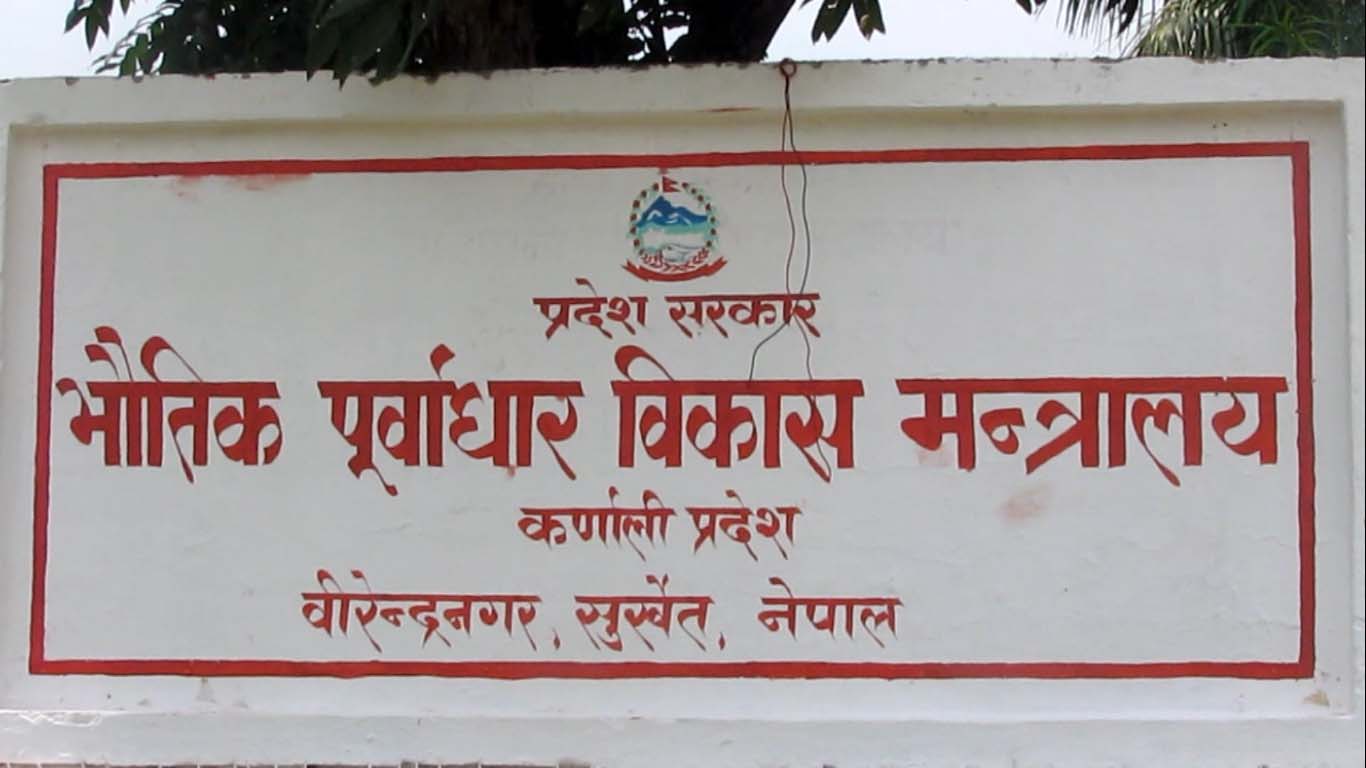 प्रदेश सरकार
भौतिक पूर्वाधार विकास मन्त्रालय
कर्णाली प्रदेश
वीरेन्द्रनगर, सुर्खेत, नेपाल